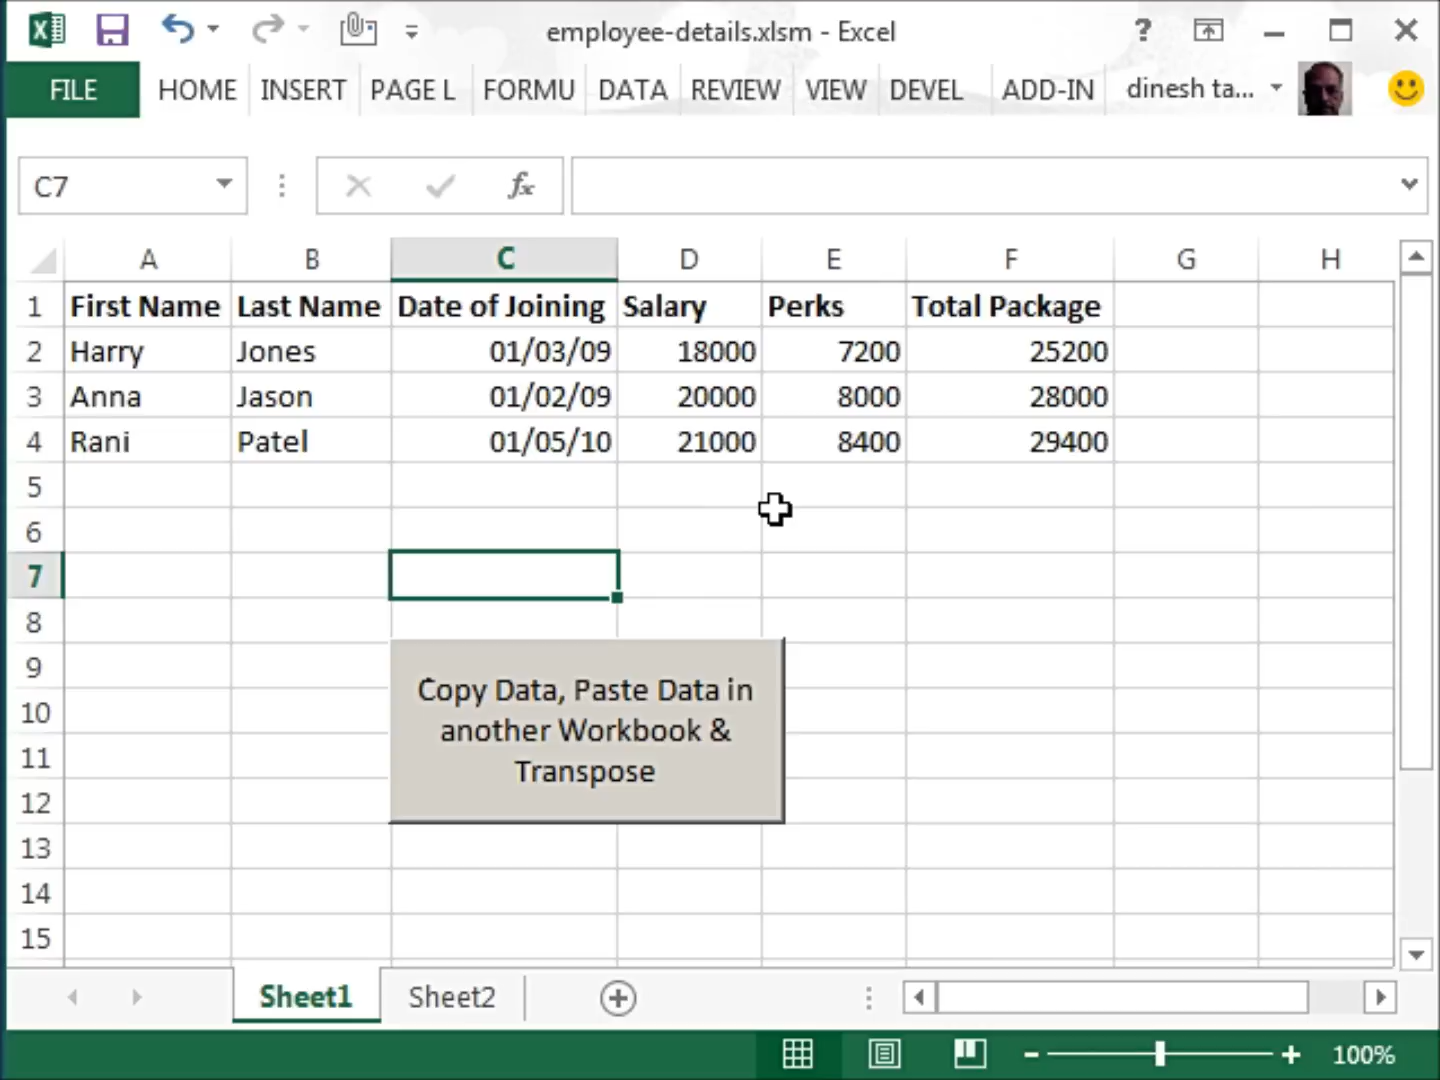 employee-details.xlsm - Excel ?
FILE HOME INSERT PAGE L FORMU DATA REVIEW VIEW DEVEL ADD-IN dinesh ta...
C7 fx
A B C D E F G H
1 First Name Last Name Date of Joining Salary Perks Total Package
2 Harry Jones 01/03/09 18000 7200 25200
3 Anna Jason 01/02/09 20000 8000 28000
4 Rani Patel 01/05/10 21000 8400 29400
5
6
7
8
9
10
11
12
13
14
15
Copy Data, Paste Data in
another Workbook &
Transpose
Sheet1 Sheet2
100%